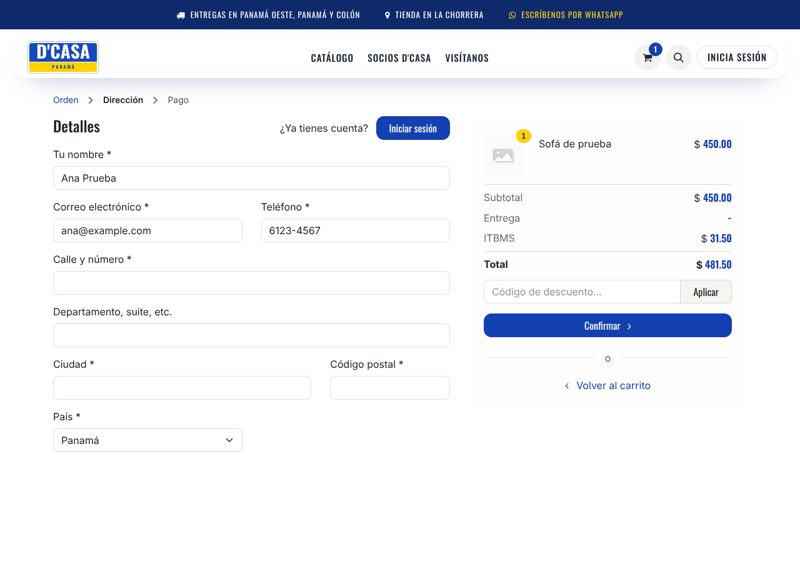 ENTREGAS EN PANAMÁ OESTE, PANAMÁ Y COLÓN
TIENDA EN LA CHORRERA
ESCRÍBENOS POR WHATSAPP
D'CASA
PANAMÁ
CATÁLOGO
SOCIOS D'CASA
VISÍTANOS
1
INICIA SESIÓN
Orden > Dirección > Pago
Detalles
¿Ya tienes cuenta?
Iniciar sesión
Tu nombre *
Ana Prueba
Correo electrónico *
Teléfono *
ana@example.com
6123-4567
Calle y número *
Departamento, suite, etc.
Ciudad *
Código postal *
País *
Panamá
1
Sofá de prueba
$ 450.00
Subtotal
$ 450.00
Entrega
-
ITBMS
$ 31.50
Total
$ 481.50
Código de descuento...
Aplicar
Confirmar >
o
< Volver al carrito